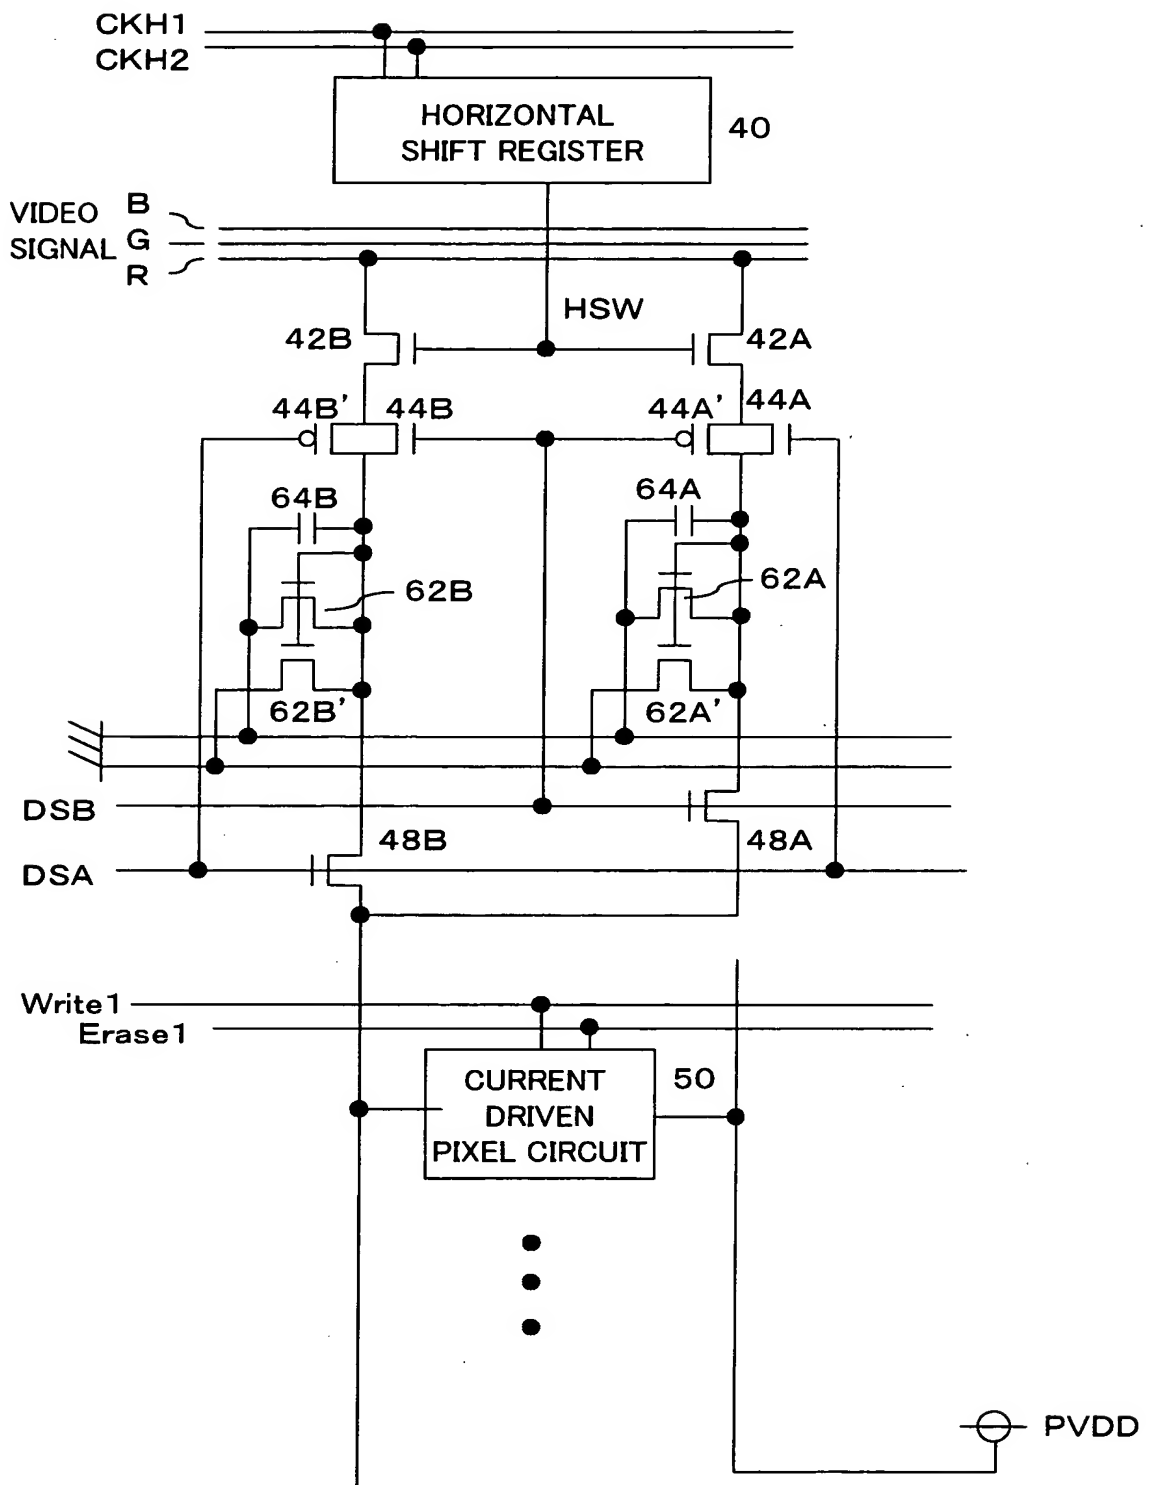 CKH1
CKH2
HORIZONTAL
SHIFT REGISTER
40
VIDEO
SIGNAL
B
G
R
HSW
42B
42A
44B'
44B
44A'
44A
64B
64A
62B
62A
62B'
62A'
DSB
48B
48A
DSA
Write1
Erase1
CURRENT
DRIVEN
PIXEL CIRCUIT
50
PVDD